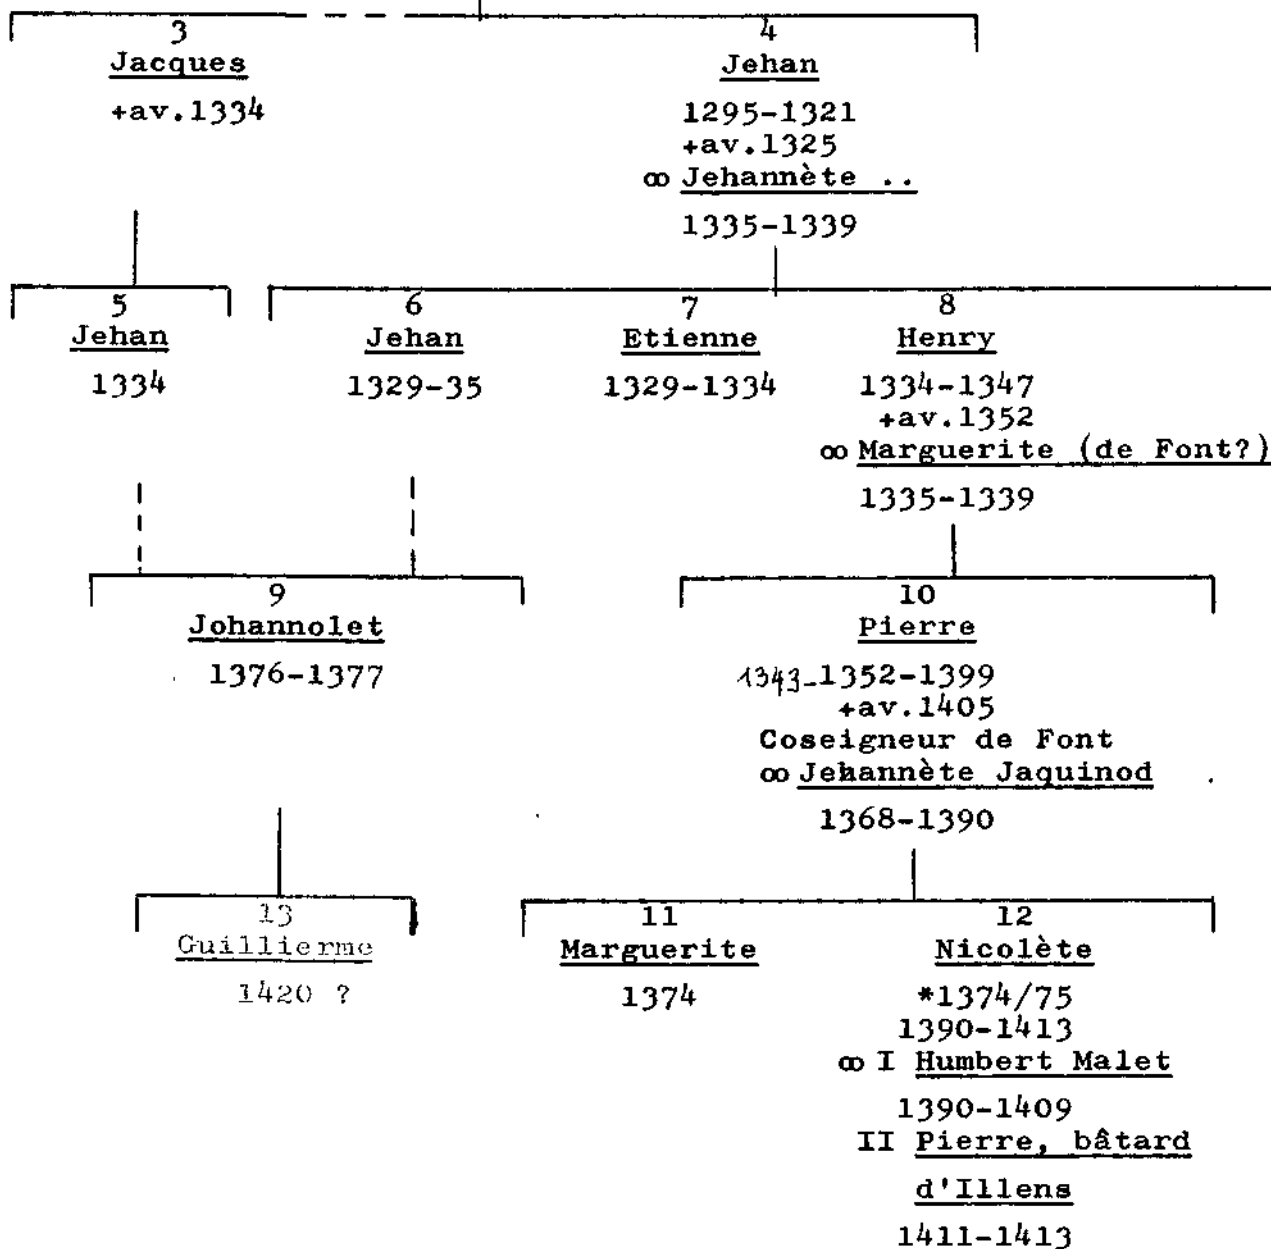 3 4
Jacques Jehan
+av.1334 1295-1321
+av.1325
∞ Jehannète ..
1335-1339
5 6 7 8
Jehan Jehan Etienne Henry
1334 1329-35 1329-1334 1334-1347
+av.1352
∞ Marguerite (de Font?)
1335-1339
9 10
Johannolet Pierre
1376-1377 1343-1352-1399
+av.1405
Coseigneur de Font
∞ Jehannète Jaquinod
1368-1390
13 11 12
Guillierme Marguerite Nicolète
1420 ? 1374 *1374/75
1390-1413
∞ I Humbert Malet
1390-1409
II Pierre, bâtard
d'Illens
1411-1413